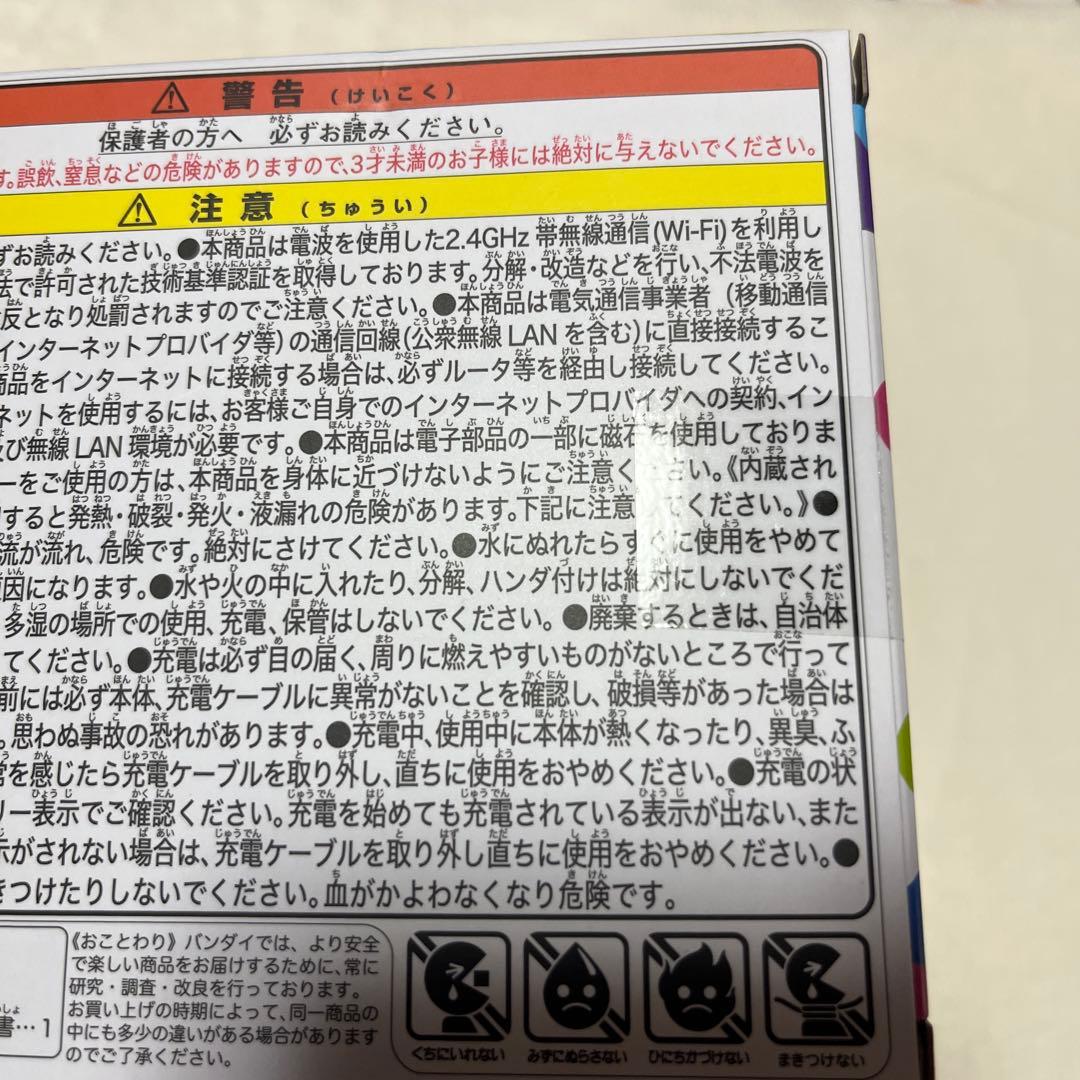 ⚠ 警告 (けいこく)
保護者の方へ 必ずお読みください。
す。誤飲、窒息などの危険がありますので、3才未満のお子様には絶対に与えないでください。
⚠ 注意 (ちゅうい)
ずお読みください。●本商品は電波を使用した2.4GHz 帯無線通信(Wi-Fi)を利用し
法で許可された技術基準認証を取得しております。分解・改造などを行い、不法電波を
反となり処罰されますのでご注意ください。●本商品は電気通信事業者(移動通信
インターネットプロバイダ等)の通信回線(公衆無線 LAN を含む)に直接接続するこ
商品をインターネットに接続する場合は、必ずルータ等を経由し接続してください。
ネットを使用するには、お客様ご自身でのインターネットプロバイダへの契約、イン
及び無線 LAN 環境が必要です。●本商品は電子部品の一部に磁石を使用しておりま
ーをご使用の方は、本商品を身体に近づけないようにご注意ください。《内蔵され
すると発熱・破裂・発火・液漏れの危険があります。下記に注意してください。》●
流が流れ、危険です。絶対にさけてください。●水にぬれたらすぐに使用をやめて
原因になります。●水や火の中に入れたり、分解、ハンダ付けは絶対にしないでくだ
多湿の場所での使用、充電、保管はしないでください。●廃棄するときは、自治体
てください。●充電は必ず目の届く、周りに燃えやすいものがないところで行って
前には必ず本体、充電ケーブルに異常がないことを確認し、破損等があった場合は
。思わぬ事故の恐れがあります。●充電中、使用中に本体が熱くなったり、異臭、ふ
常を感じたら充電ケーブルを取り外し、直ちに使用をおやめください。●充電の状
リー表示でご確認ください。充電を始めても充電されている表示が出ない、また
示がされない場合は、充電ケーブルを取り外し直ちに使用をおやめください。●
きつけたりしないでください。血がかよわなくなり危険です。
書…1
《おことわり》バンダイでは、より安全
で楽しい商品をお届けするために、常に
研究・調査・改良を行っております。
お買い上げの時期によって、同一商品の
中にも多少の違いがある場合があります
のでご了承ください。
くちにいれない
みずにぬらさない
ひにちかづけない
まきつけない